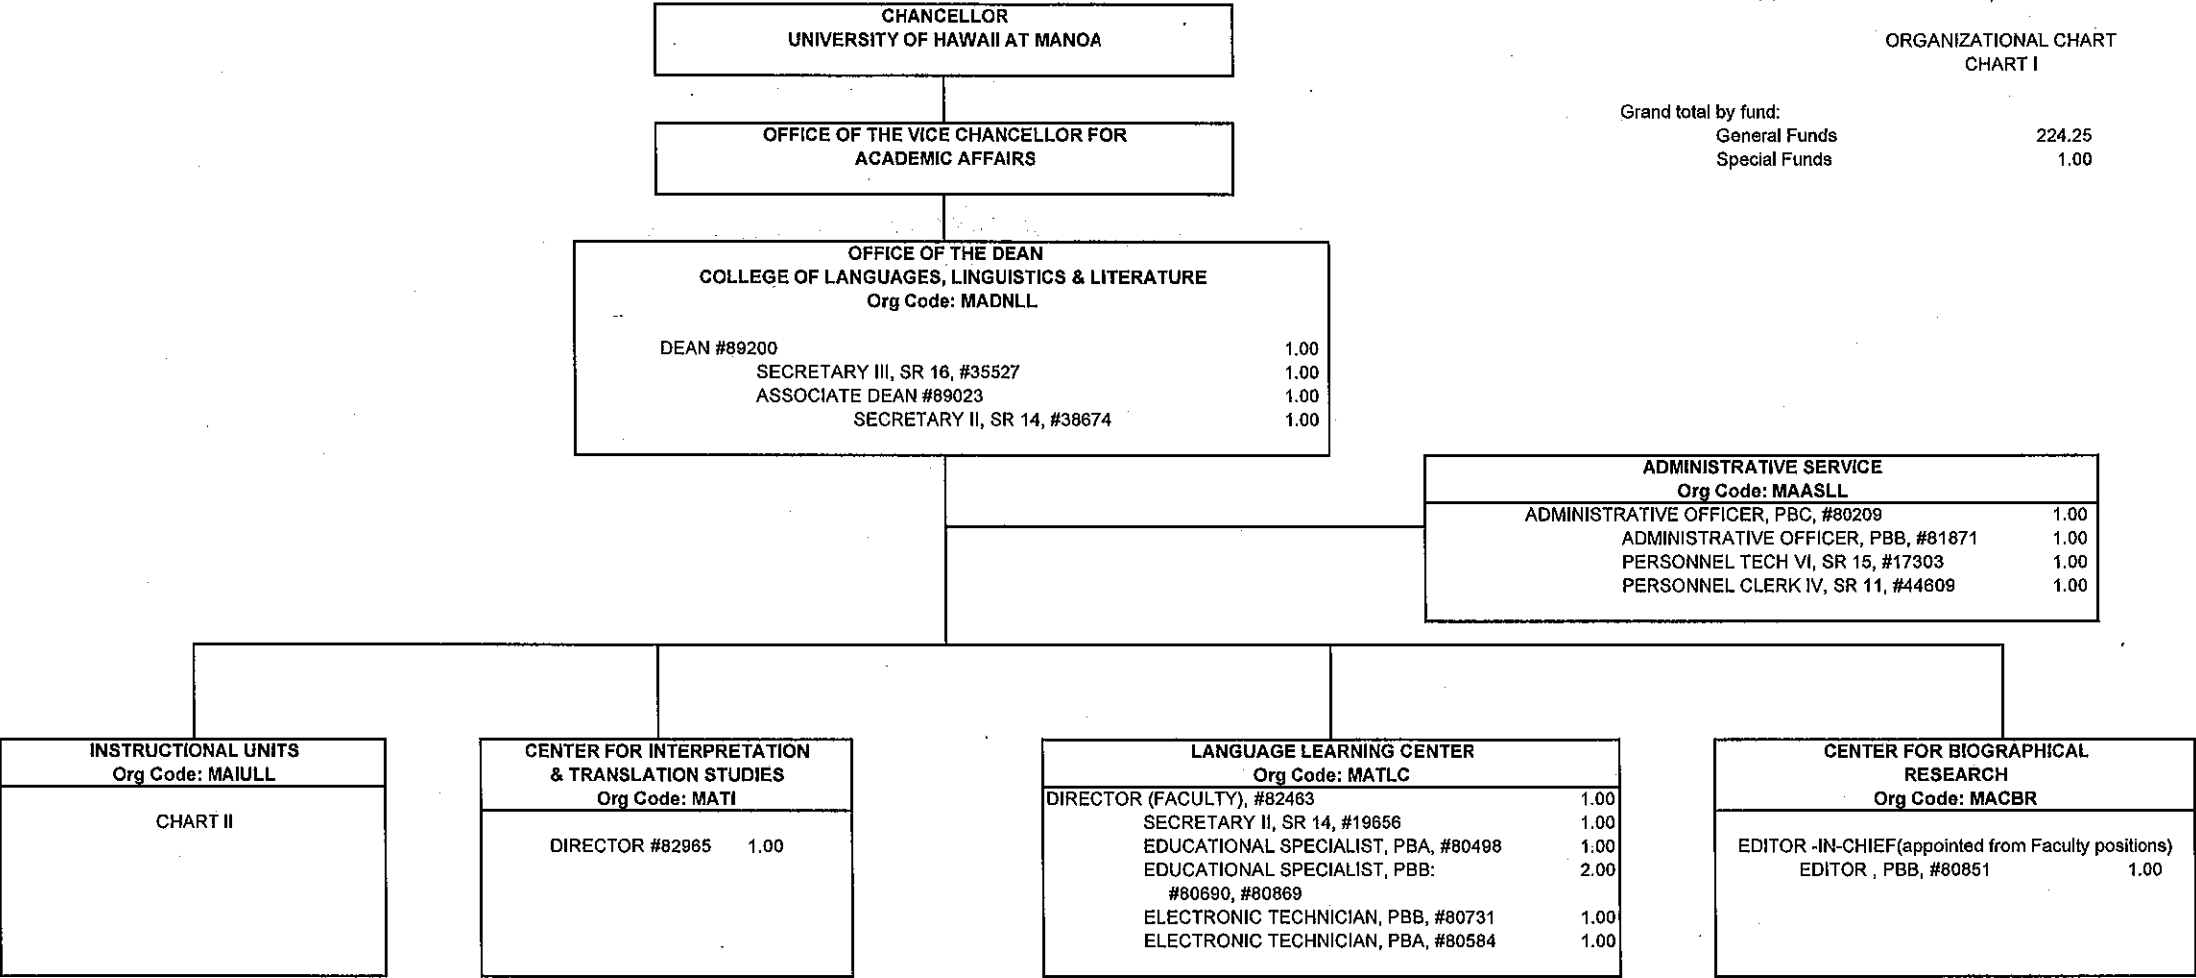 CHANCELLOR
UNIVERSITY OF HAWAII AT MANOA
ORGANIZATIONAL CHART
CHART I
Grand total by fund:
General Funds 224.25
Special Funds 1.00
OFFICE OF THE VICE CHANCELLOR FOR
ACADEMIC AFFAIRS
OFFICE OF THE DEAN
COLLEGE OF LANGUAGES, LINGUISTICS & LITERATURE
Org Code: MADNLL
DEAN #89200 1.00
SECRETARY III, SR 16, #35527 1.00
ASSOCIATE DEAN #89023 1.00
SECRETARY II, SR 14, #38674 1.00
ADMINISTRATIVE SERVICE
Org Code: MAASLL
ADMINISTRATIVE OFFICER, PBC, #80209 1.00
ADMINISTRATIVE OFFICER, PBB, #81871 1.00
PERSONNEL TECH VI, SR 15, #17303 1.00
PERSONNEL CLERK IV, SR 11, #44609 1.00
INSTRUCTIONAL UNITS
Org Code: MAIULL
CHART II
CENTER FOR INTERPRETATION
& TRANSLATION STUDIES
Org Code: MATI
DIRECTOR #82965 1.00
LANGUAGE LEARNING CENTER
Org Code: MATLC
DIRECTOR (FACULTY), #82463 1.00
SECRETARY II, SR 14, #19656 1.00
EDUCATIONAL SPECIALIST, PBA, #80498 1.00
EDUCATIONAL SPECIALIST, PBB: 2.00
#80690, #80869
ELECTRONIC TECHNICIAN, PBB, #80731 1.00
ELECTRONIC TECHNICIAN, PBA, #80584 1.00
CENTER FOR BIOGRAPHICAL
RESEARCH
Org Code: MACBR
EDITOR -IN-CHIEF(appointed from Faculty positions)
EDITOR , PBB, #80851 1.00